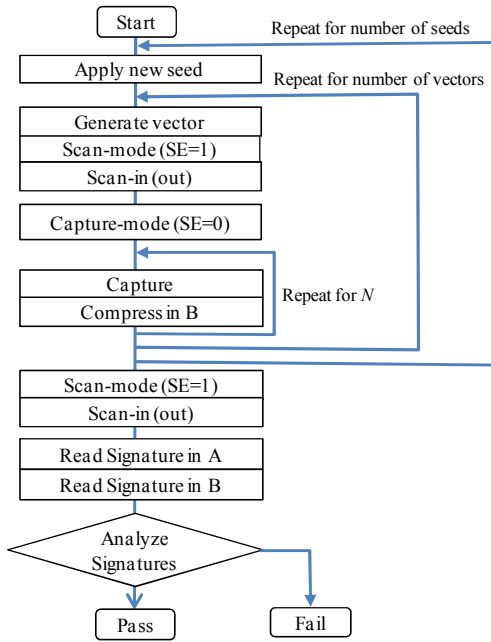 Start
Repeat for number of seeds
Apply new seed
Repeat for number of vectors
Generate vector
Scan-mode (SE=1)
Scan-in (out)
Capture-mode (SE=0)
Capture
Repeat for N
Compress in B
Scan-mode (SE=1)
Scan-in (out)
Read Signature in A
Read Signature in B
Analyze
Signatures
Pass
Fail